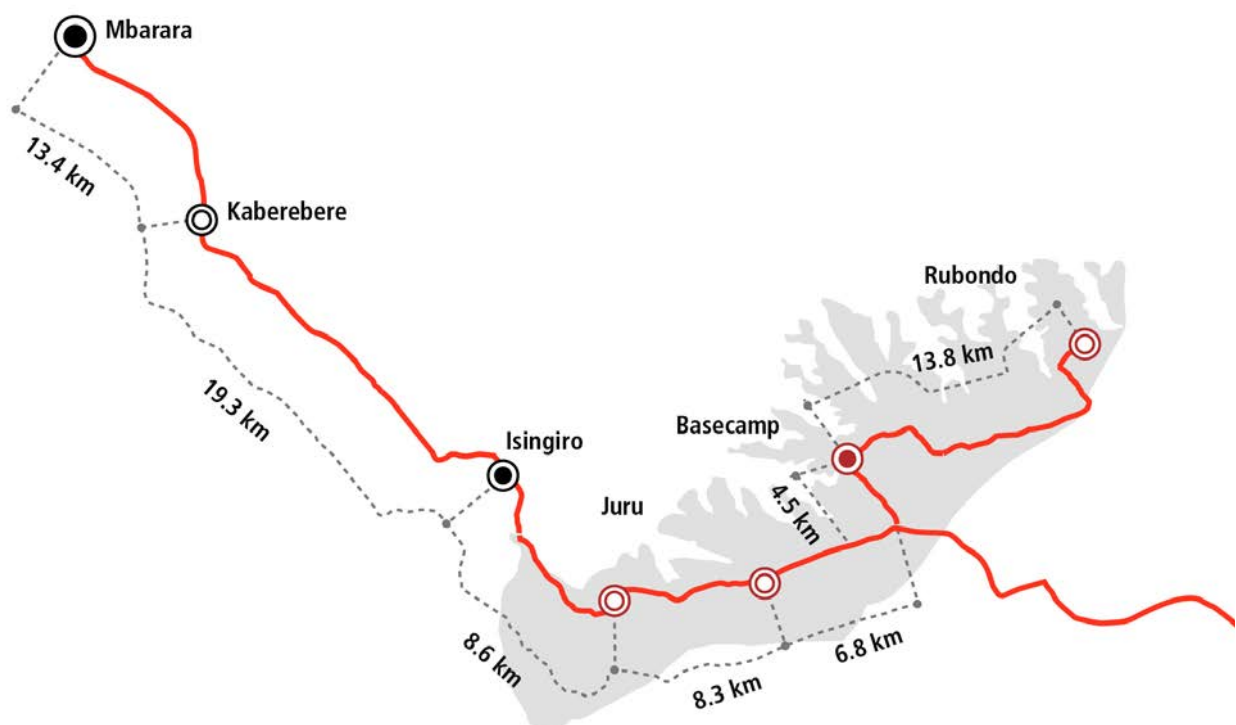 Mbarara
13.4 km
Kaberebere
Rubondo
13.8 km
19.3 km
Isingiro
Basecamp
4.5 km
Juru
8.6 km
8.3 km
6.8 km